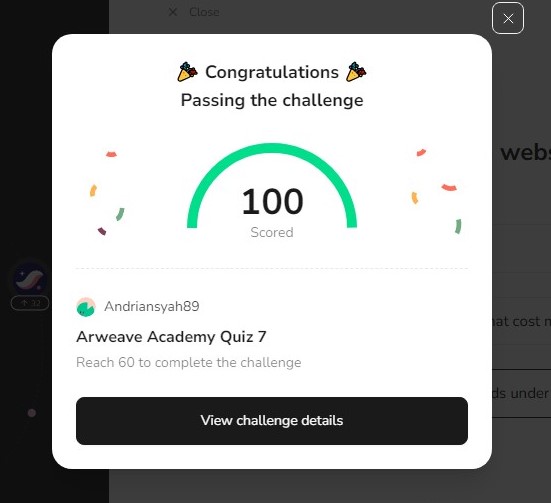 Close
🎉 Congratulations 🎉
Passing the challenge
webs
100
Scored
32
Andriansyah89
Arweave Academy Quiz 7
hat cost m
Reach 60 to complete the challenge
ds under
View challenge details